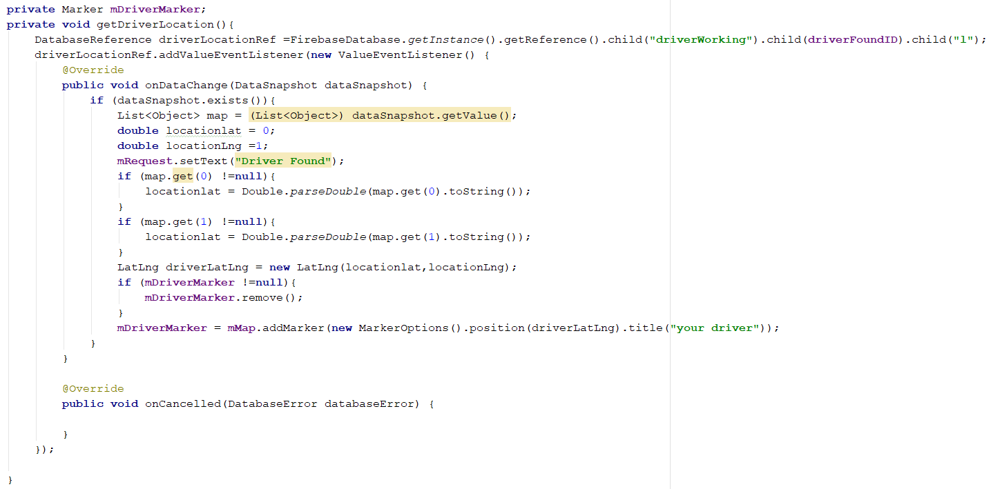 private Marker mDriverMarker;
private void getDriverLocation(){
    DatabaseReference driverLocationRef =FirebaseDatabase.getInstance().getReference().child("driverWorking").child(driverFoundID).child("l");
    driverLocationRef.addValueEventListener(new ValueEventListener() {
        @Override
        public void onDataChange(DataSnapshot dataSnapshot) {
            if (dataSnapshot.exists()){
                List<Object> map = (List<Object>) dataSnapshot.getValue();
                double locationlat = 0;
                double locationLng =1;
                mRequest.setText("Driver Found");
                if (map.get(0) !=null){
                    locationlat = Double.parseDouble(map.get(0).toString());
                }
                if (map.get(1) !=null){
                    locationlat = Double.parseDouble(map.get(1).toString());
                }
                LatLng driverLatLng = new LatLng(locationlat,locationLng);
                if (mDriverMarker !=null){
                    mDriverMarker.remove();
                }
                mDriverMarker = mMap.addMarker(new MarkerOptions().position(driverLatLng).title("your driver"));
            }
        }
        @Override
        public void onCancelled(DatabaseError databaseError) {
        }
    });
}